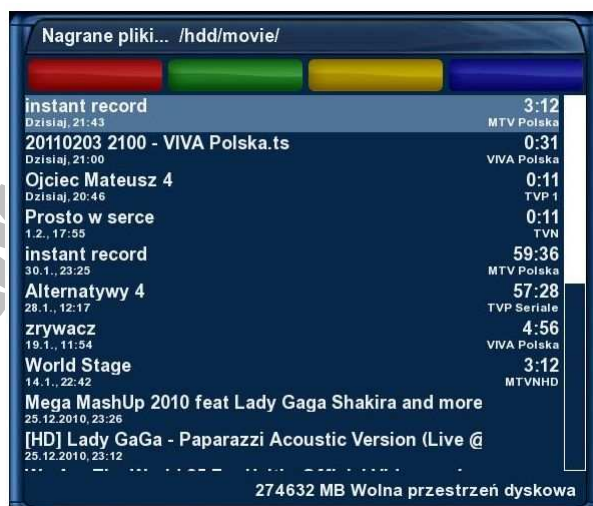 Nagrane pliki... /hdd/movie/
instant record 3:12
Dzisiaj, 21:43 MTV Polska
20110203 2100 - VIVA Polska.ts 0:31
Dzisiaj, 21:00 VIVA Polska
Ojciec Mateusz 4 0:11
Dzisiaj, 20:46 TVP 1
Prosto w serce 0:11
1.2., 17:55 TVN
instant record 59:36
30.1., 23:25 MTV Polska
Alternatywy 4 57:28
28.1., 12:17 TVP Seriale
zrywacz 4:56
19.1., 11:54 VIVA Polska
World Stage 3:12
14.1., 22:42 MTVNHD
Mega MashUp 2010 feat Lady Gaga Shakira and more
25.12.2010, 23:26
[HD] Lady GaGa - Paparazzi Acoustic Version (Live @
25.12.2010, 23:12
274632 MB Wolna przestrzeń dyskowa